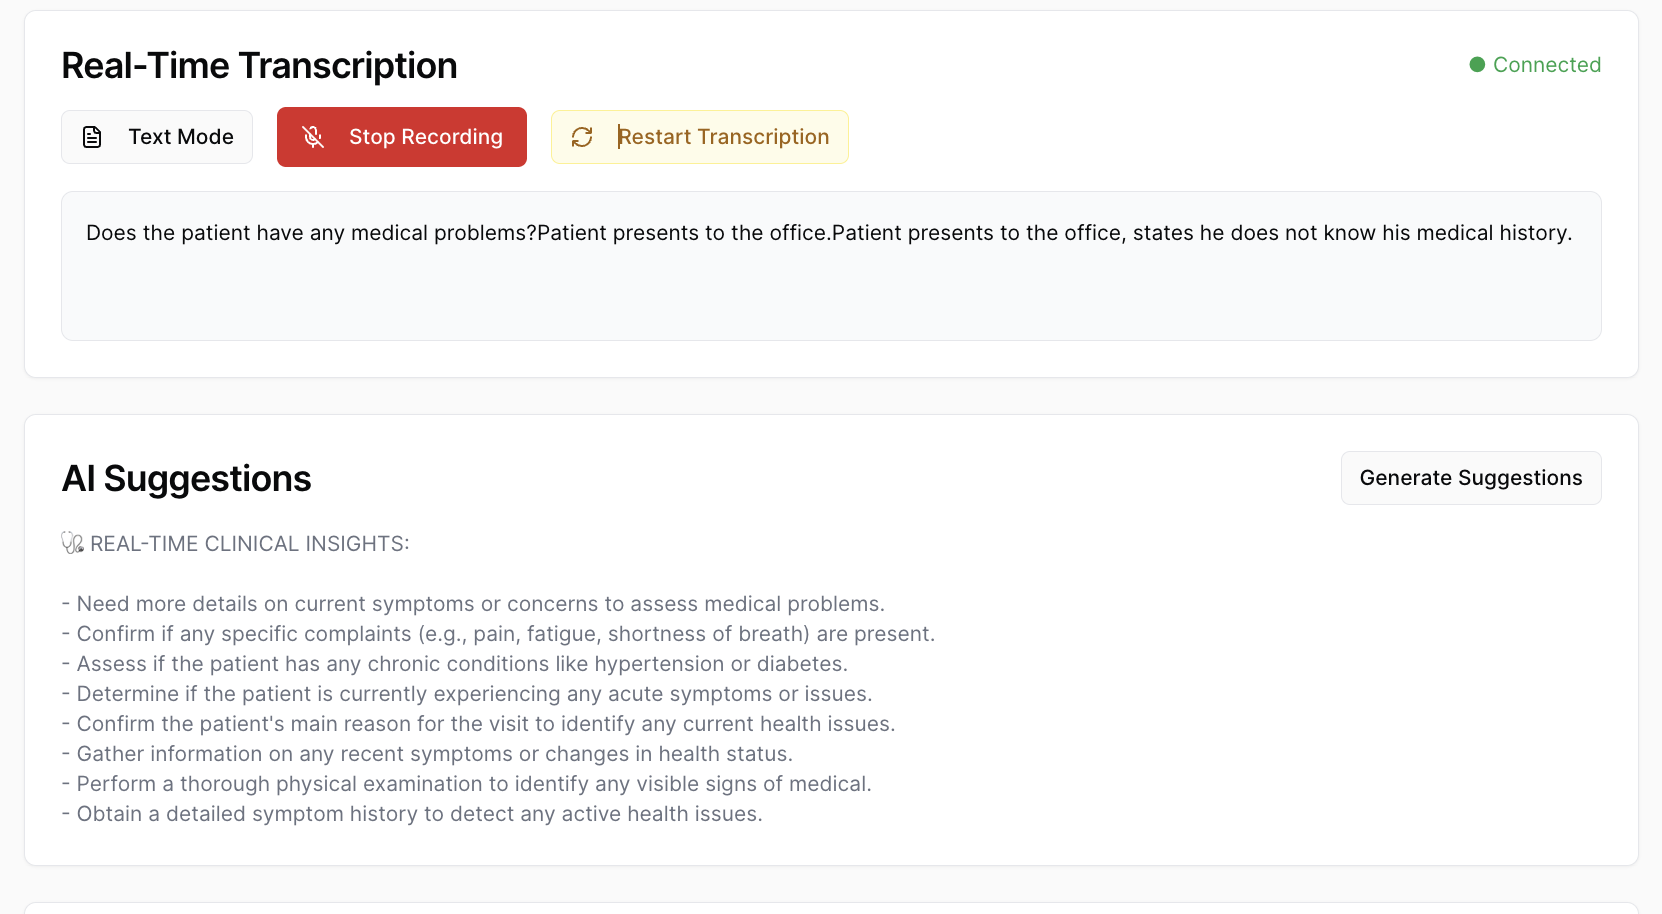 Real-Time Transcription
Connected
Text Mode
Stop Recording
Restart Transcription
Does the patient have any medical problems?Patient presents to the office.Patient presents to the office, states he does not know his medical history.
AI Suggestions
Generate Suggestions
🩺 REAL-TIME CLINICAL INSIGHTS:
- Need more details on current symptoms or concerns to assess medical problems.
- Confirm if any specific complaints (e.g., pain, fatigue, shortness of breath) are present.
- Assess if the patient has any chronic conditions like hypertension or diabetes.
- Determine if the patient is currently experiencing any acute symptoms or issues.
- Confirm the patient's main reason for the visit to identify any current health issues.
- Gather information on any recent symptoms or changes in health status.
- Perform a thorough physical examination to identify any visible signs of medical.
- Obtain a detailed symptom history to detect any active health issues.